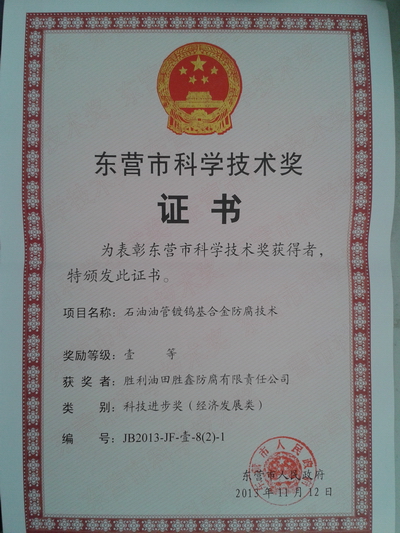 东营市科学技术奖
证书
为表彰东营市科学技术奖获得者，
特颁发此证书。
项目名称：石油油管镀钨基合金防腐技术
奖励等级：壹 等
获奖者：胜利油田胜鑫防腐有限责任公司
类别：科技进步奖（经济发展类）
编号：JB2013-JF-壹-8(2)-1
东营市人民政府
2013年11月12日